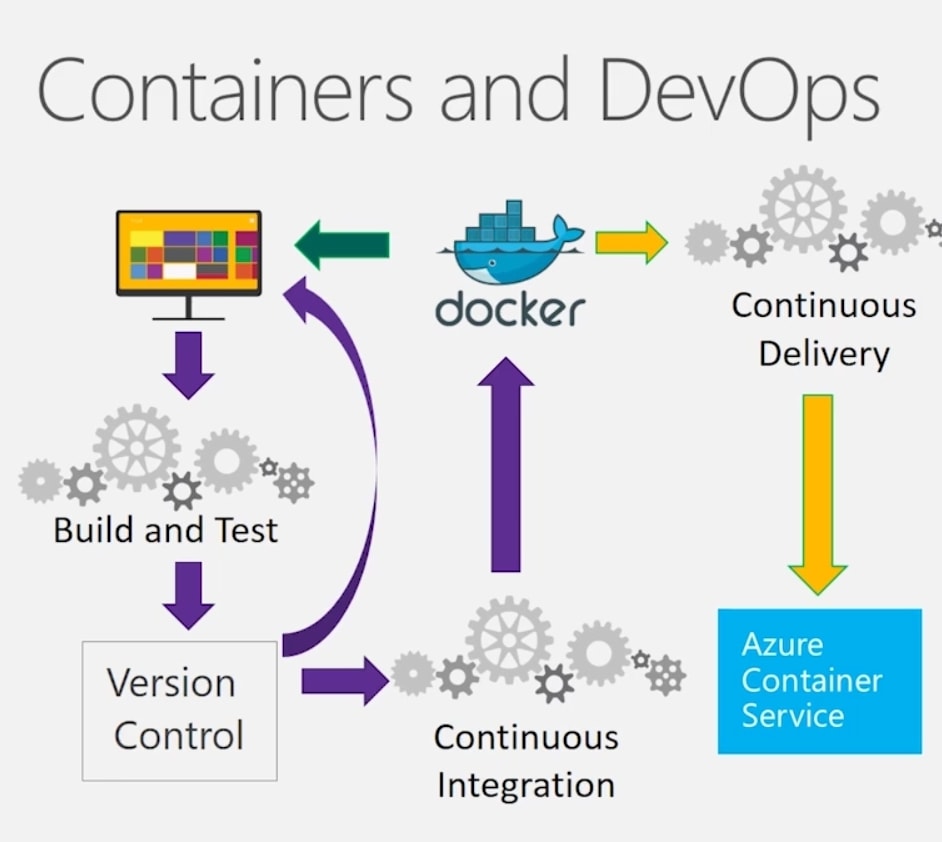 Containers and DevOps
docker
Continuous
Delivery
Build and Test
Version
Control
Continuous
Integration
Azure
Container
Service